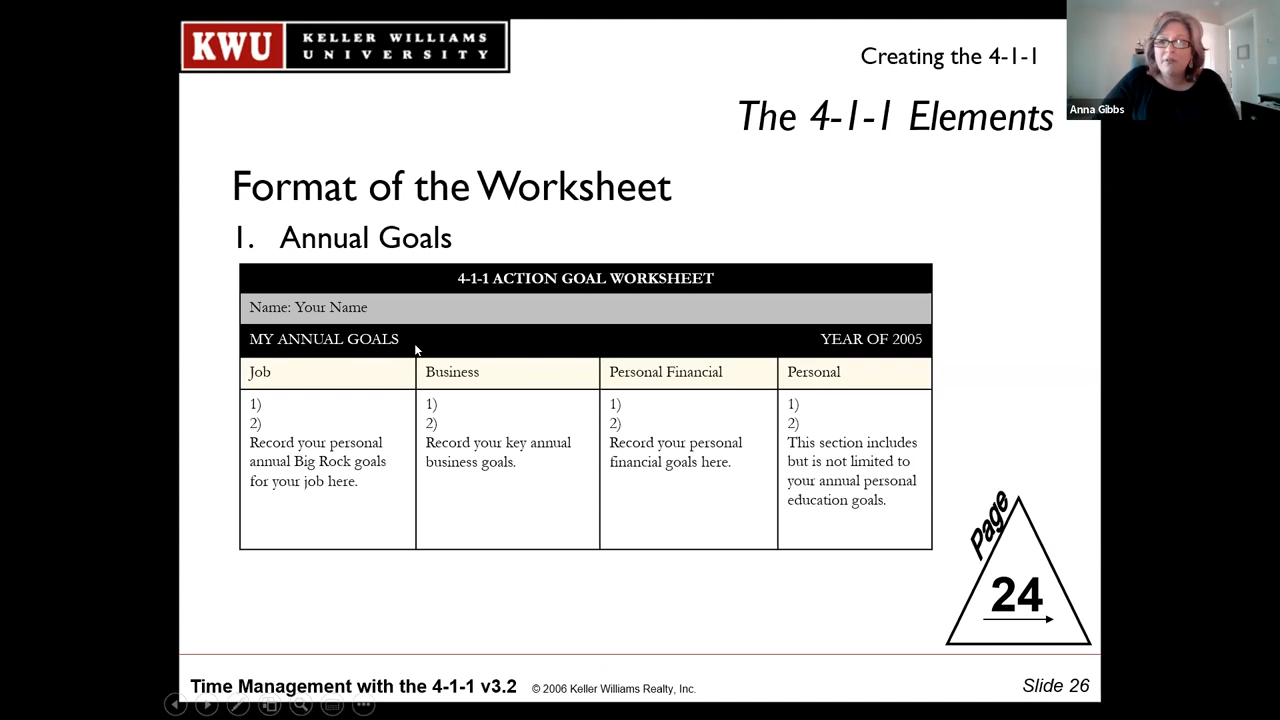 KWU KELLER WILLIAMS
UNIVERSITY
Creating the 4-1-1
Anna Gibbs
The 4-1-1 Elements
Format of the Worksheet
1. Annual Goals
4-1-1 ACTION GOAL WORKSHEET
Name: Your Name
MY ANNUAL GOALS YEAR OF 2005
Job Business Personal Financial Personal
1)
2)
Record your personal
annual Big Rock goals
for your job here.
1)
2)
Record your key annual
business goals.
1)
2)
Record your personal
financial goals here.
1)
2)
This section includes
but is not limited to
your annual personal
education goals.
Page
24
Time Management with the 4-1-1 v3.2 © 2006 Keller Williams Realty, Inc. Slide 26